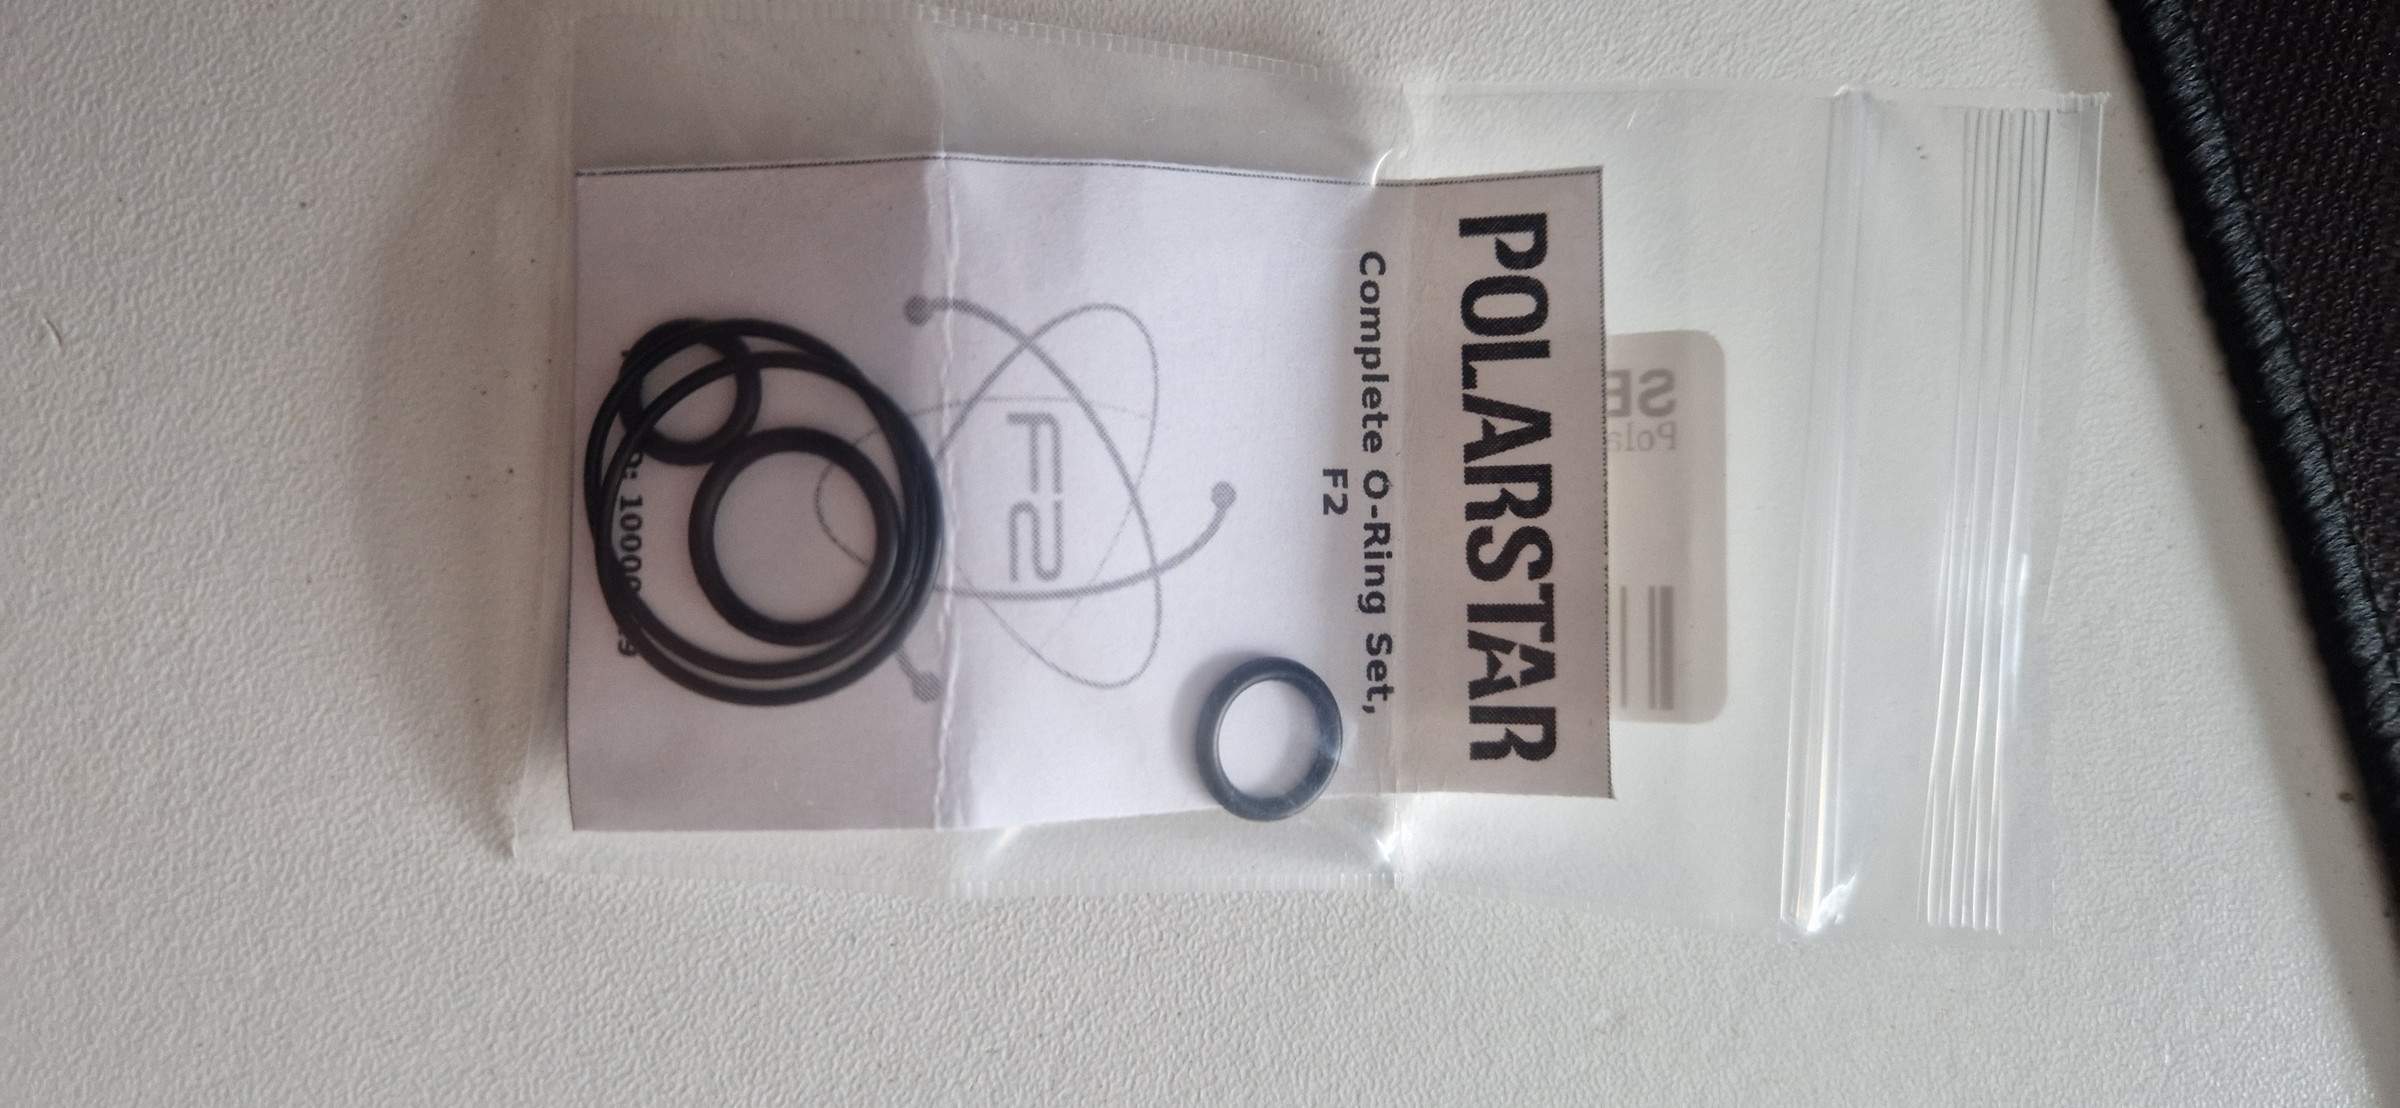 POLARSTAR
Complete O-Ring Set,
F2
F2